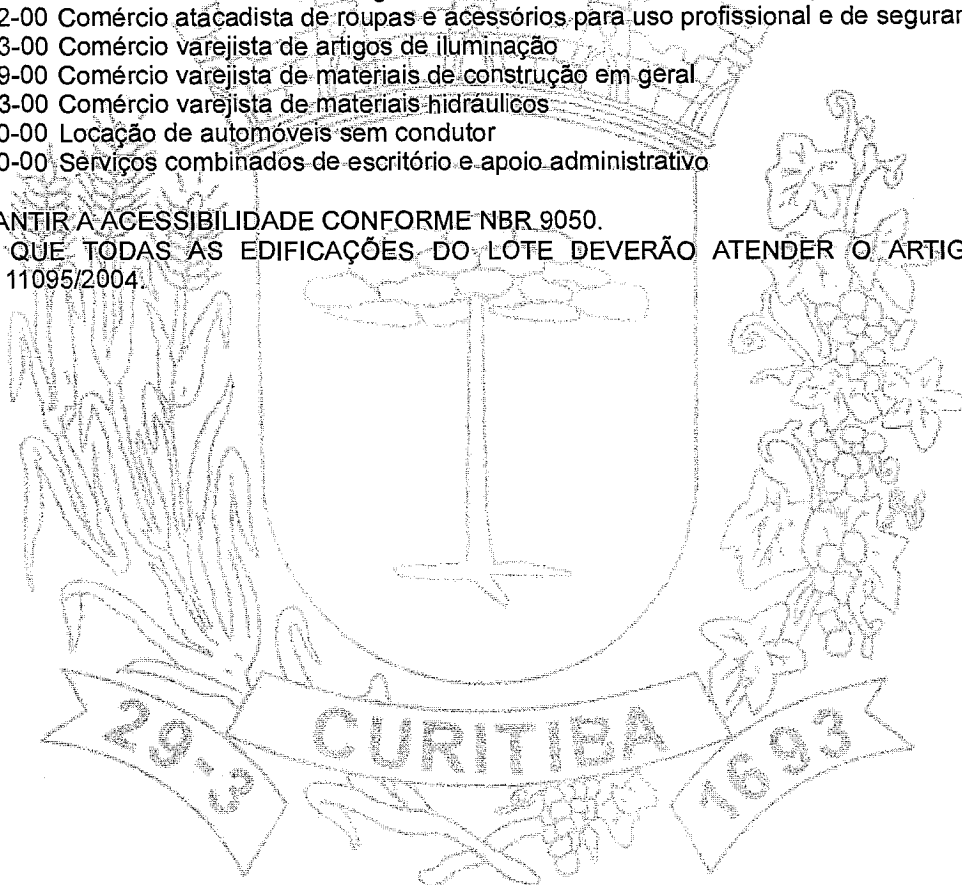 2-00 Comércio atacadista de roupas e acessórios para uso profissional e de segurar
3-00 Comércio varejista de artigos de iluminação
9-00 Comércio varejista de materiais de construção em geral
3-00 Comércio varejista de materiais hidráulicos
0-00 Locação de automóveis sem condutor
0-00 Serviços combinados de escritório e apoio administrativo
ANTIR A ACESSIBILIDADE CONFORME NBR 9050.
QUE TODAS AS EDIFICAÇÕES DO LOTE DEVERÃO ATENDER O ARTIG
11095/2004.
29-3 CURITIBA 1693